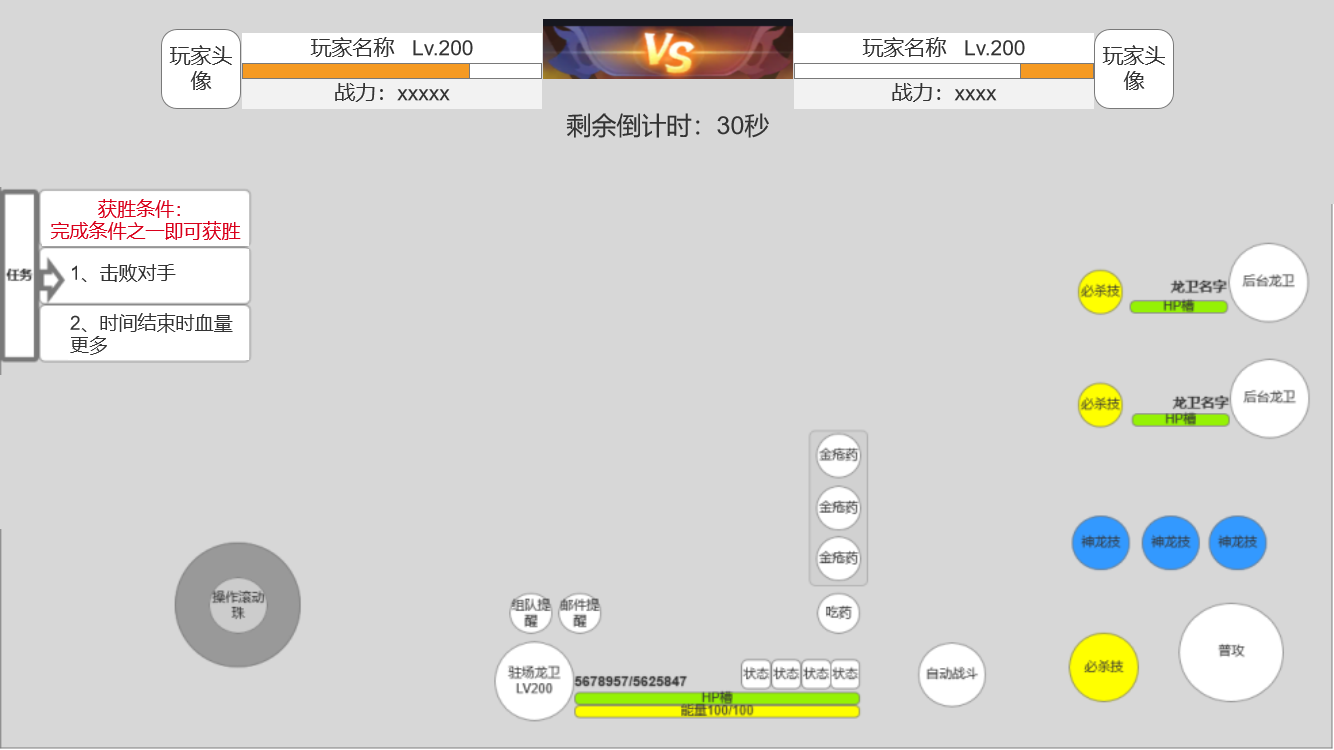 玩家头
像
玩家名称 Lv.200
战力：xxxxx
VS
玩家名称 Lv.200
战力：xxxx
玩家头
像
剩余倒计时：30秒
任务
获胜条件：
完成条件之一即可获胜
1、击败对手
2、时间结束时血量
更多
必杀技
龙卫名字
HP槽
后台龙卫
必杀技
龙卫名字
HP槽
后台龙卫
金疮药
金疮药
金疮药
吃药
神龙技
神龙技
神龙技
操作滚动
珠
组队提
醒
邮件提
醒
驻场龙卫
LV200
5678957/5625847
状态
状态
状态
状态
HP槽
能量100/100
自动战斗
必杀技
普攻